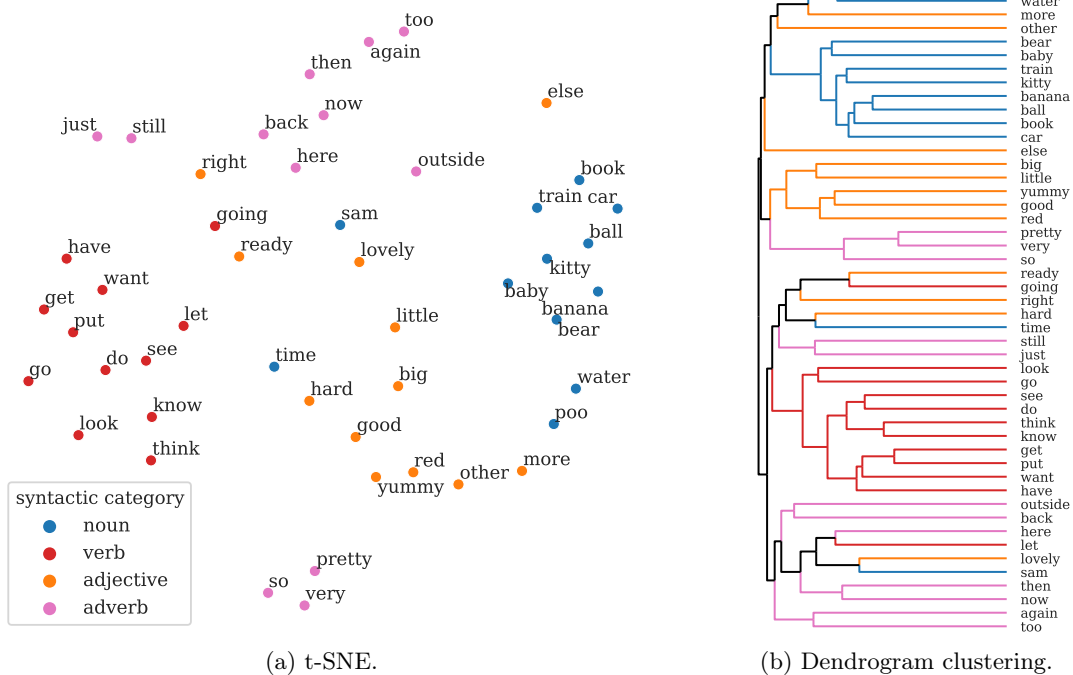 too
again
then
else
now
just
still
back
here
outside
right
book
train
car
going
sam
ball
ready
lovely
have
kitty
want
baby
get
banana
put
let
little
bear
see
time
do
go
big
water
hard
know
poo
look
good
think
red
more
other
yummy
syntactic category
noun
verb
adjective
adverb
pretty
so
very
(a) t-SNE.
water
more
other
bear
baby
train
kitty
banana
ball
book
car
else
big
little
yummy
good
red
pretty
very
so
ready
going
right
hard
time
still
just
look
go
see
do
think
know
get
put
want
have
outside
back
here
let
lovely
sam
then
now
again
too
(b) Dendrogram clustering.